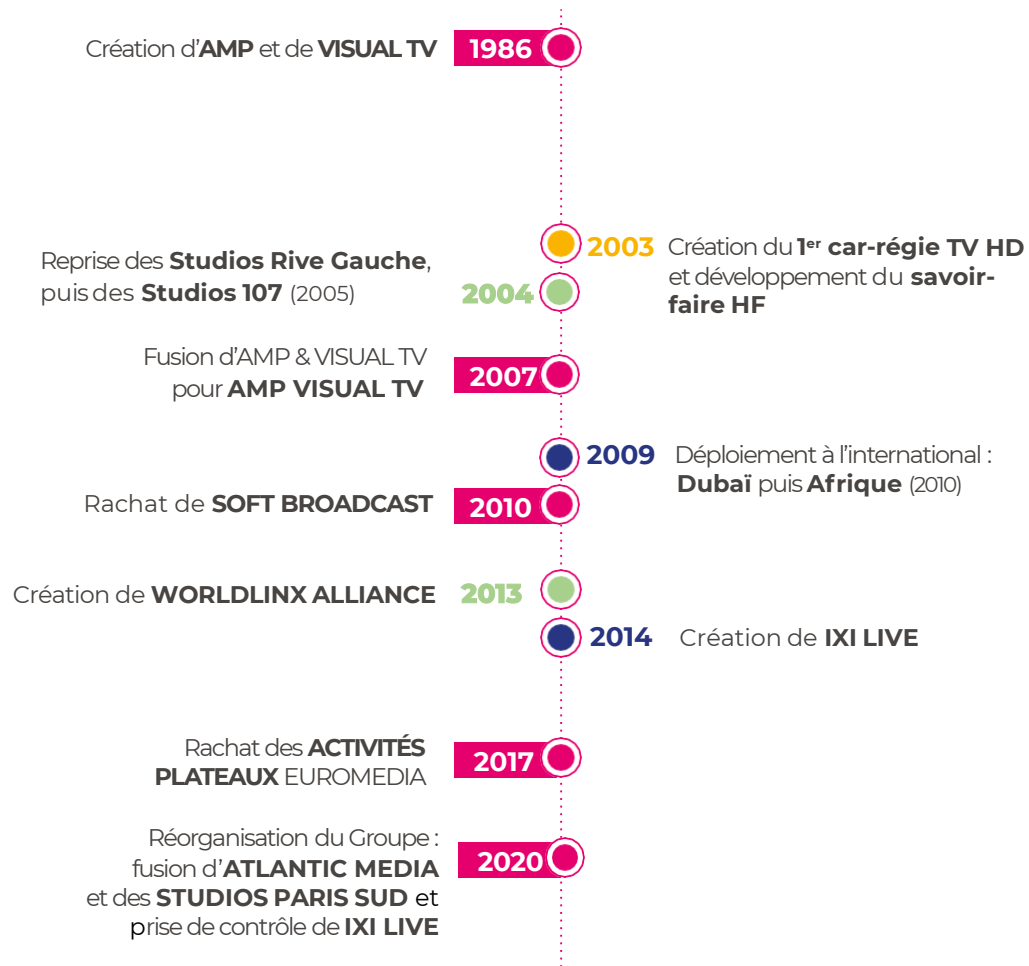 Création d'AMP et de VISUAL TV 1986
2003 Création du 1er car-régie TV HD
et développement du savoir-
faire HF
Reprise des Studios Rive Gauche,
puis des Studios 107 (2005)
2004
Fusion d'AMP & VISUAL TV
pour AMP VISUAL TV
2007
2009 Déploiement à l'international :
Dubaï puis Afrique (2010)
Rachat de SOFT BROADCAST 2010
Création de WORLDLINX ALLIANCE 2013
2014 Création de IXI LIVE
Rachat des ACTIVITÉS
PLATEAUX EUROMEDIA
2017
Réorganisation du Groupe :
fusion d'ATLANTIC MEDIA
et des STUDIOS PARIS SUD et
prise de contrôle de IXI LIVE
2020